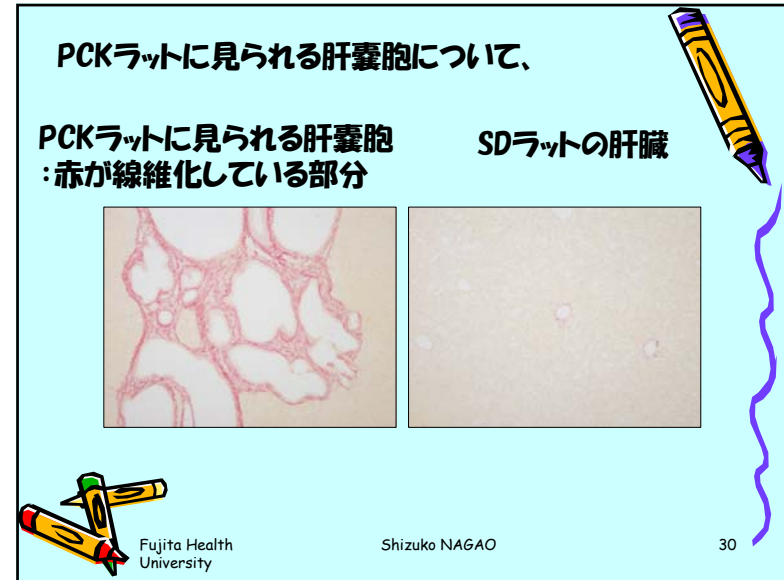 PCKラットに見られる肝嚢胞について、
PCKラットに見られる肝嚢胞
:赤が線維化している部分
SDラットの肝臓
Fujita Health
University
Shizuko NAGAO
30